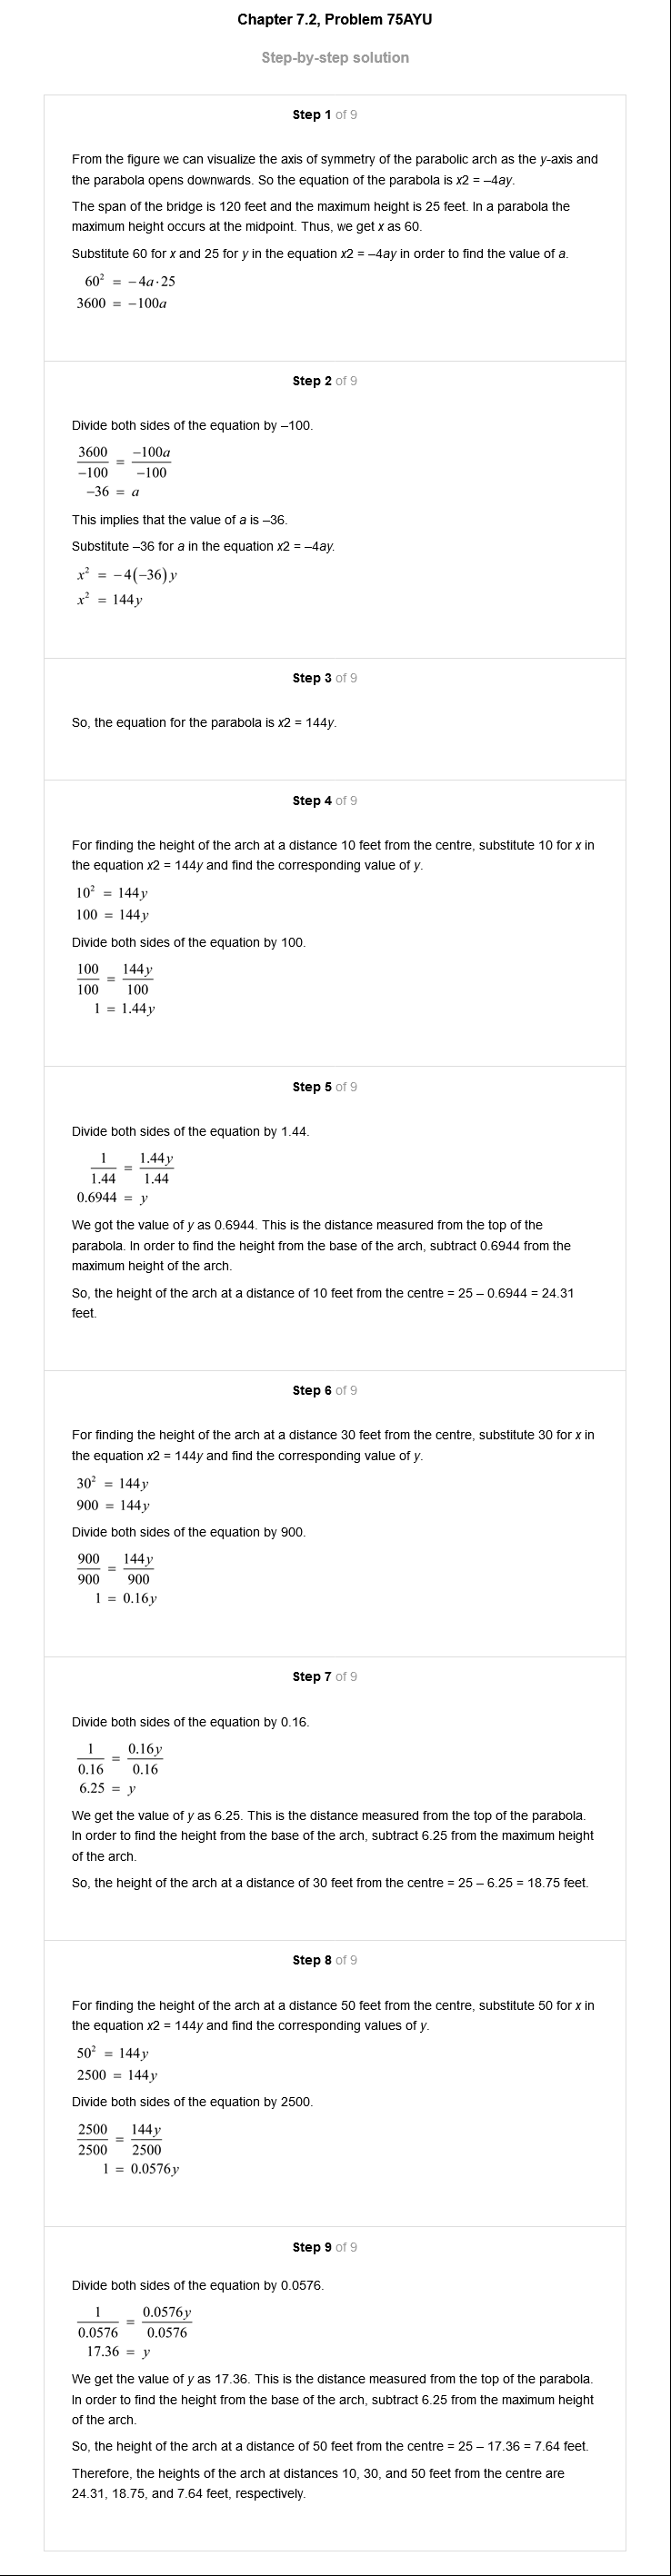 Chapter 7.2, Problem 75AYU
Step-by-step solution
Step 1 of 9
From the figure we can visualize the axis of symmetry of the parabolic arch as the y-axis and
the parabola opens downwards. So the equation of the parabola is x2 = –4ay.
The span of the bridge is 120 feet and the maximum height is 25 feet. In a parabola the
maximum height occurs at the midpoint. Thus, we get x as 60.
Substitute 60 for x and 25 for y in the equation x2 = –4ay in order to find the value of a.
60² = −4a·25
3600 = −100a
Step 2 of 9
Divide both sides of the equation by –100.
3600/−100 = −100a/−100
−36 = a
This implies that the value of a is –36.
Substitute –36 for a in the equation x2 = –4ay.
x² = −4(−36)y
x² = 144y
Step 3 of 9
So, the equation for the parabola is x2 = 144y.
Step 4 of 9
For finding the height of the arch at a distance 10 feet from the centre, substitute 10 for x in
the equation x2 = 144y and find the corresponding value of y.
10² = 144y
100 = 144y
Divide both sides of the equation by 100.
100/100 = 144y/100
1 = 1.44y
Step 5 of 9
Divide both sides of the equation by 1.44.
1/1.44 = 1.44y/1.44
0.6944 = y
We got the value of y as 0.6944. This is the distance measured from the top of the
parabola. In order to find the height from the base of the arch, subtract 0.6944 from the
maximum height of the arch.
So, the height of the arch at a distance of 10 feet from the centre = 25 – 0.6944 = 24.31
feet.
Step 6 of 9
For finding the height of the arch at a distance 30 feet from the centre, substitute 30 for x in
the equation x2 = 144y and find the corresponding value of y.
30² = 144y
900 = 144y
Divide both sides of the equation by 900.
900/900 = 144y/900
1 = 0.16y
Step 7 of 9
Divide both sides of the equation by 0.16.
1/0.16 = 0.16y/0.16
6.25 = y
We get the value of y as 6.25. This is the distance measured from the top of the parabola.
In order to find the height from the base of the arch, subtract 6.25 from the maximum height
of the arch.
So, the height of the arch at a distance of 30 feet from the centre = 25 – 6.25 = 18.75 feet.
Step 8 of 9
For finding the height of the arch at a distance 50 feet from the centre, substitute 50 for x in
the equation x2 = 144y and find the corresponding values of y.
50² = 144y
2500 = 144y
Divide both sides of the equation by 2500.
2500/2500 = 144y/2500
1 = 0.0576y
Step 9 of 9
Divide both sides of the equation by 0.0576.
1/0.0576 = 0.0576y/0.0576
17.36 = y
We get the value of y as 17.36. This is the distance measured from the top of the parabola.
In order to find the height from the base of the arch, subtract 6.25 from the maximum height
of the arch.
So, the height of the arch at a distance of 50 feet from the centre = 25 – 17.36 = 7.64 feet.
Therefore, the heights of the arch at distances 10, 30, and 50 feet from the centre are
24.31, 18.75, and 7.64 feet, respectively.